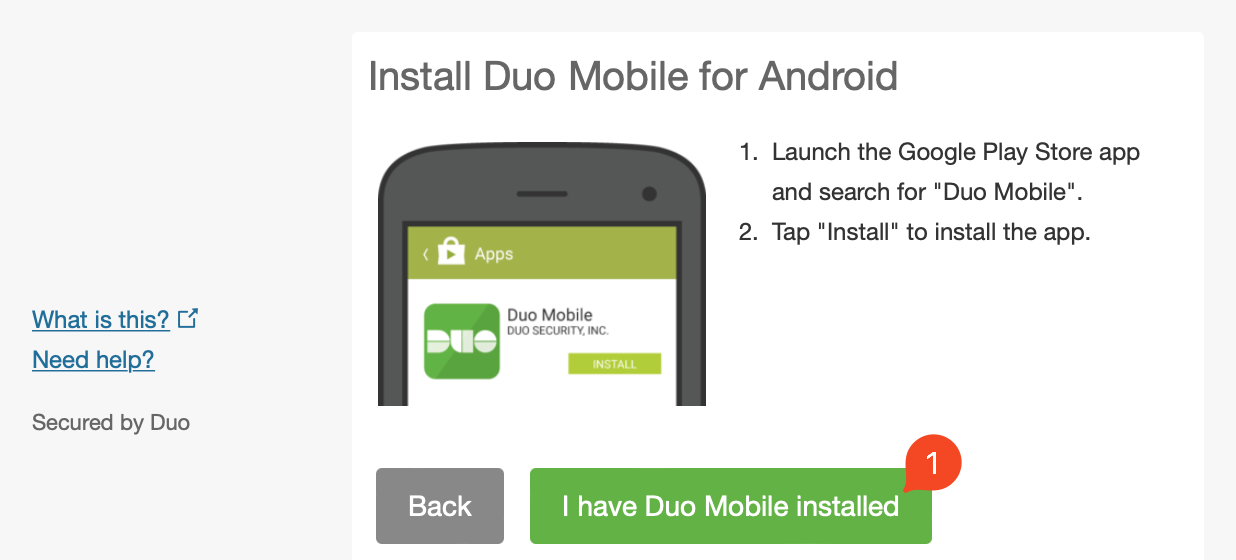 Install Duo Mobile for Android
1. Launch the Google Play Store app
and search for "Duo Mobile".
2. Tap "Install" to install the app.
Apps
DUO
Duo Mobile
DUO SECURITY, INC.
INSTALL
What is this?
Need help?
Secured by Duo
1
Back
I have Duo Mobile installed